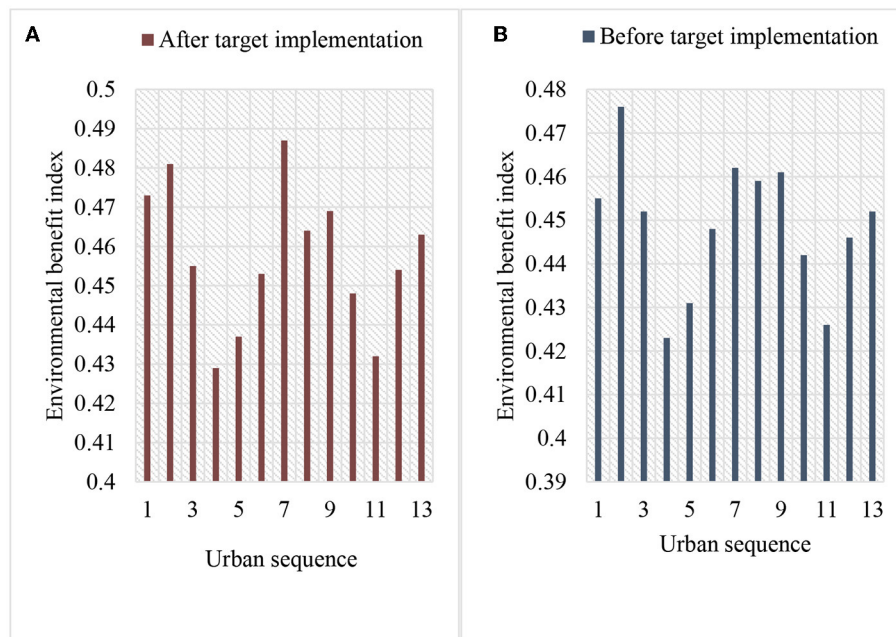 A
After target implementation
Environmental benefit index
0.5
0.49
0.48
0.47
0.46
0.45
0.44
0.43
0.42
0.41
0.4
1 3 5 7 9 11 13
Urban sequence
B
Before target implementation
Environmental benefit index
0.48
0.47
0.46
0.45
0.44
0.43
0.42
0.41
0.4
0.39
1 3 5 7 9 11 13
Urban sequence